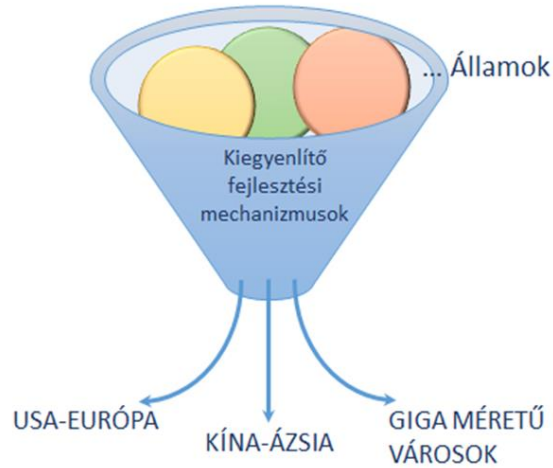 ... Államok
Kiegyenlítő
fejlesztési
mechanizmusok
USA-EURÓPA
KÍNA-ÁZSIA
GIGA MÉRETŰ
VÁROSOK